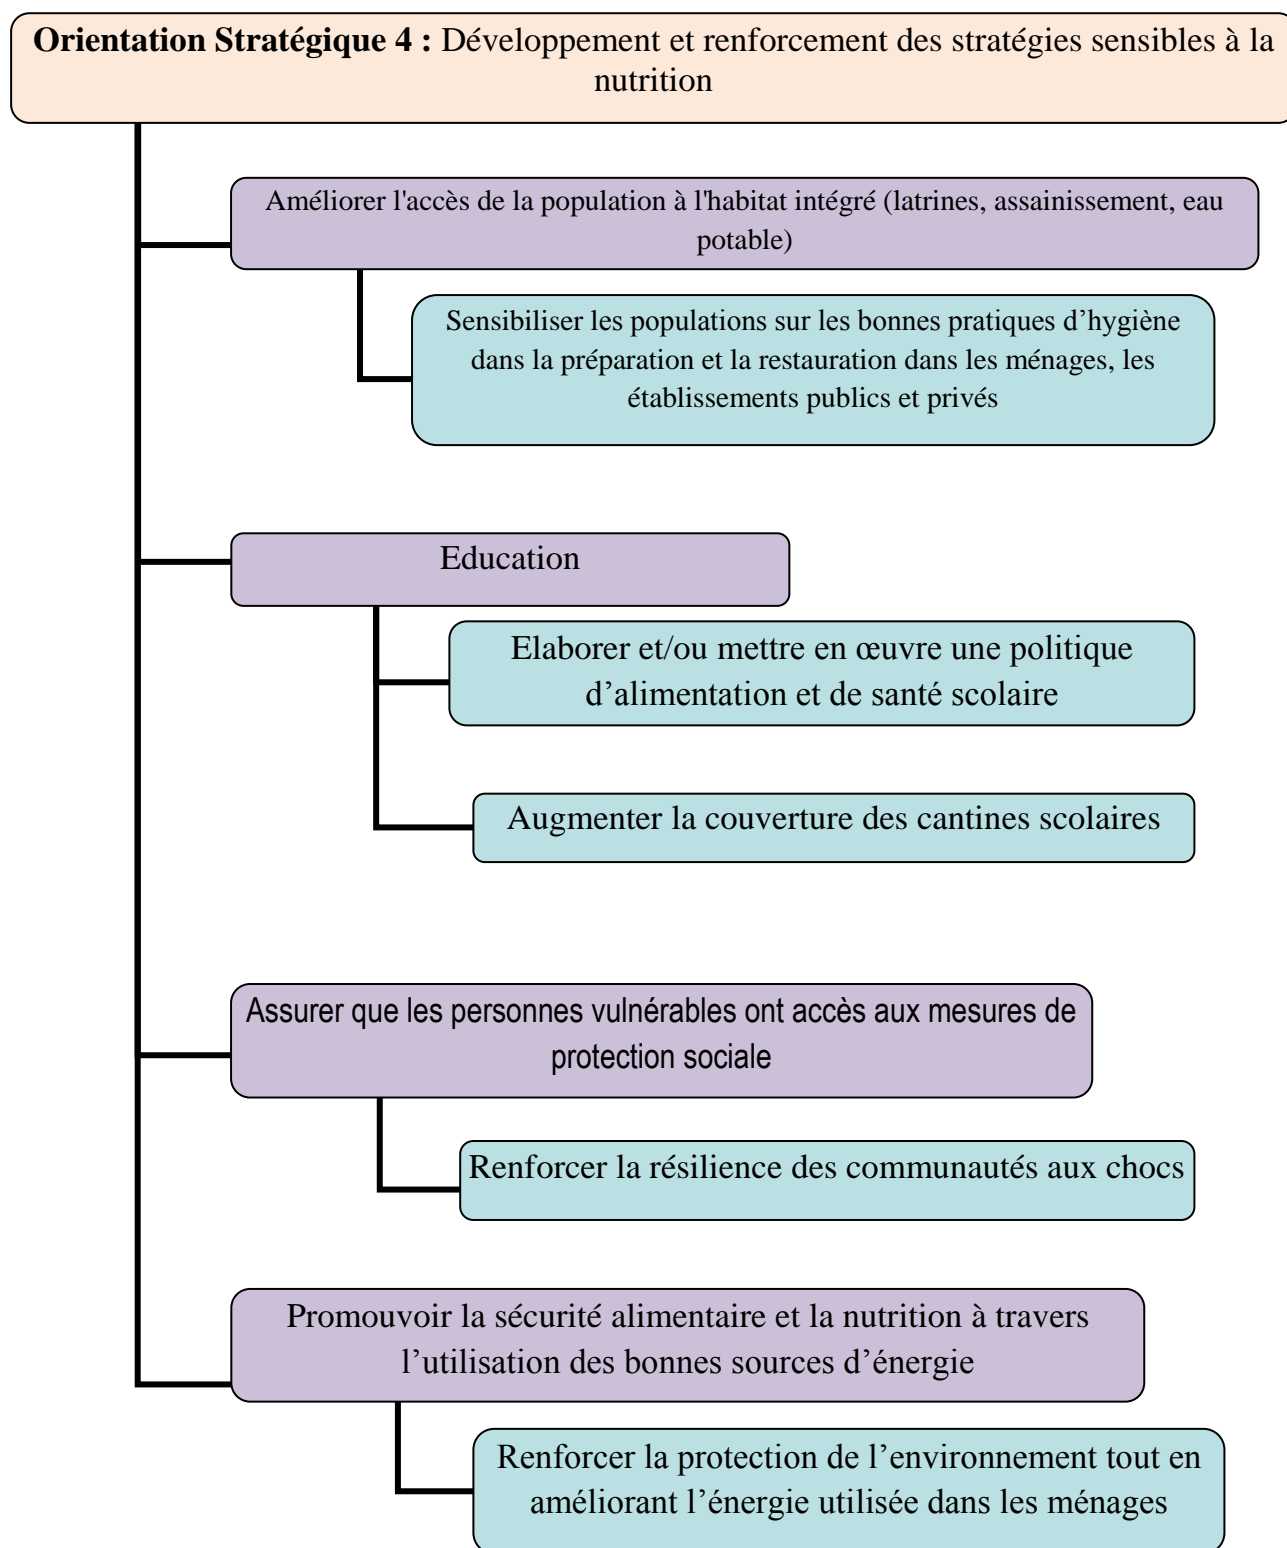 Orientation Stratégique 4 : Développement et renforcement des stratégies sensibles à la
nutrition
Améliorer l'accès de la population à l'habitat intégré (latrines, assainissement, eau
potable)
Sensibiliser les populations sur les bonnes pratiques d’hygiène
dans la préparation et la restauration dans les ménages, les
établissements publics et privés
Education
Elaborer et/ou mettre en œuvre une politique
d’alimentation et de santé scolaire
Augmenter la couverture des cantines scolaires
Assurer que les personnes vulnérables ont accès aux mesures de
protection sociale
Renforcer la résilience des communautés aux chocs
Promouvoir la sécurité alimentaire et la nutrition à travers
l’utilisation des bonnes sources d’énergie
Renforcer la protection de l’environnement tout en
améliorant l’énergie utilisée dans les ménages